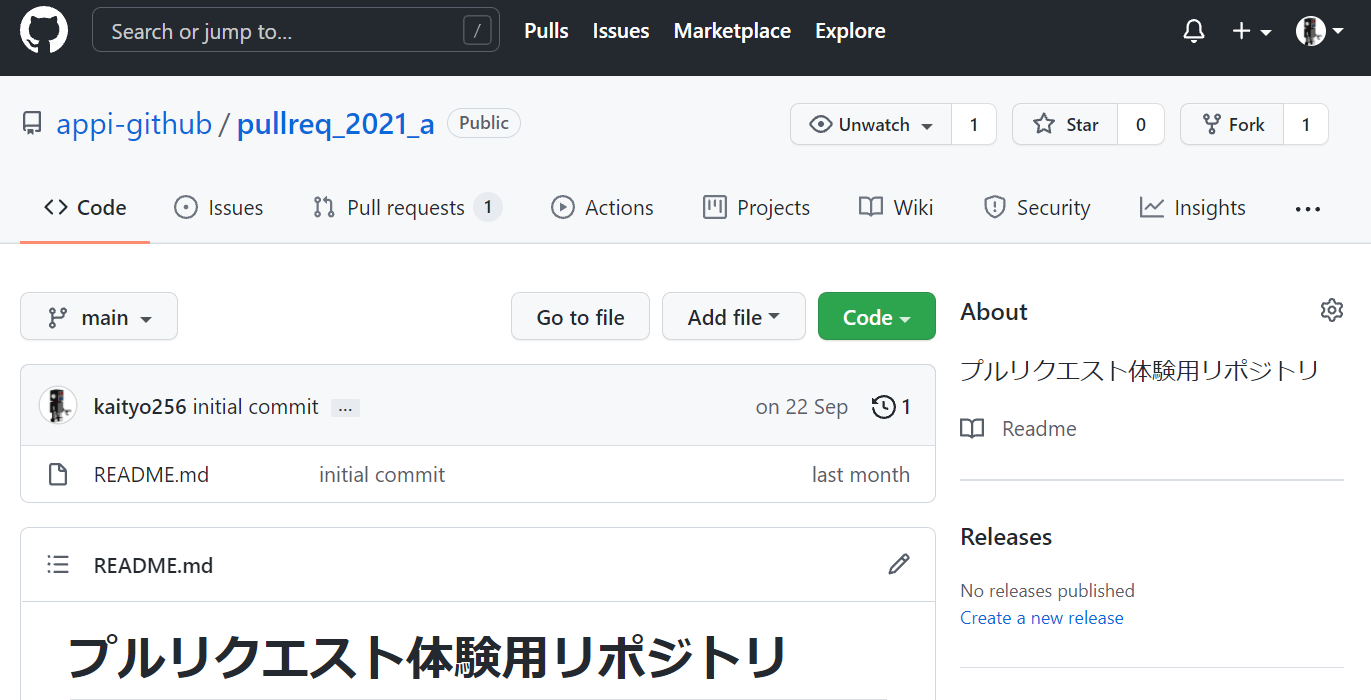 Search or jump to... / Pulls Issues Marketplace Explore
appi-github / pullreq_2021_a Public Unwatch 1 Star 0 Fork 1
Code Issues Pull requests 1 Actions Projects Wiki Security Insights ...
main Go to file Add file Code
kaityo256 initial commit ... on 22 Sep 1
README.md initial commit last month
README.md
プルリクエスト体験用リポジトリ
About
プルリクエスト体験用リポジトリ
Readme
Releases
No releases published
Create a new release